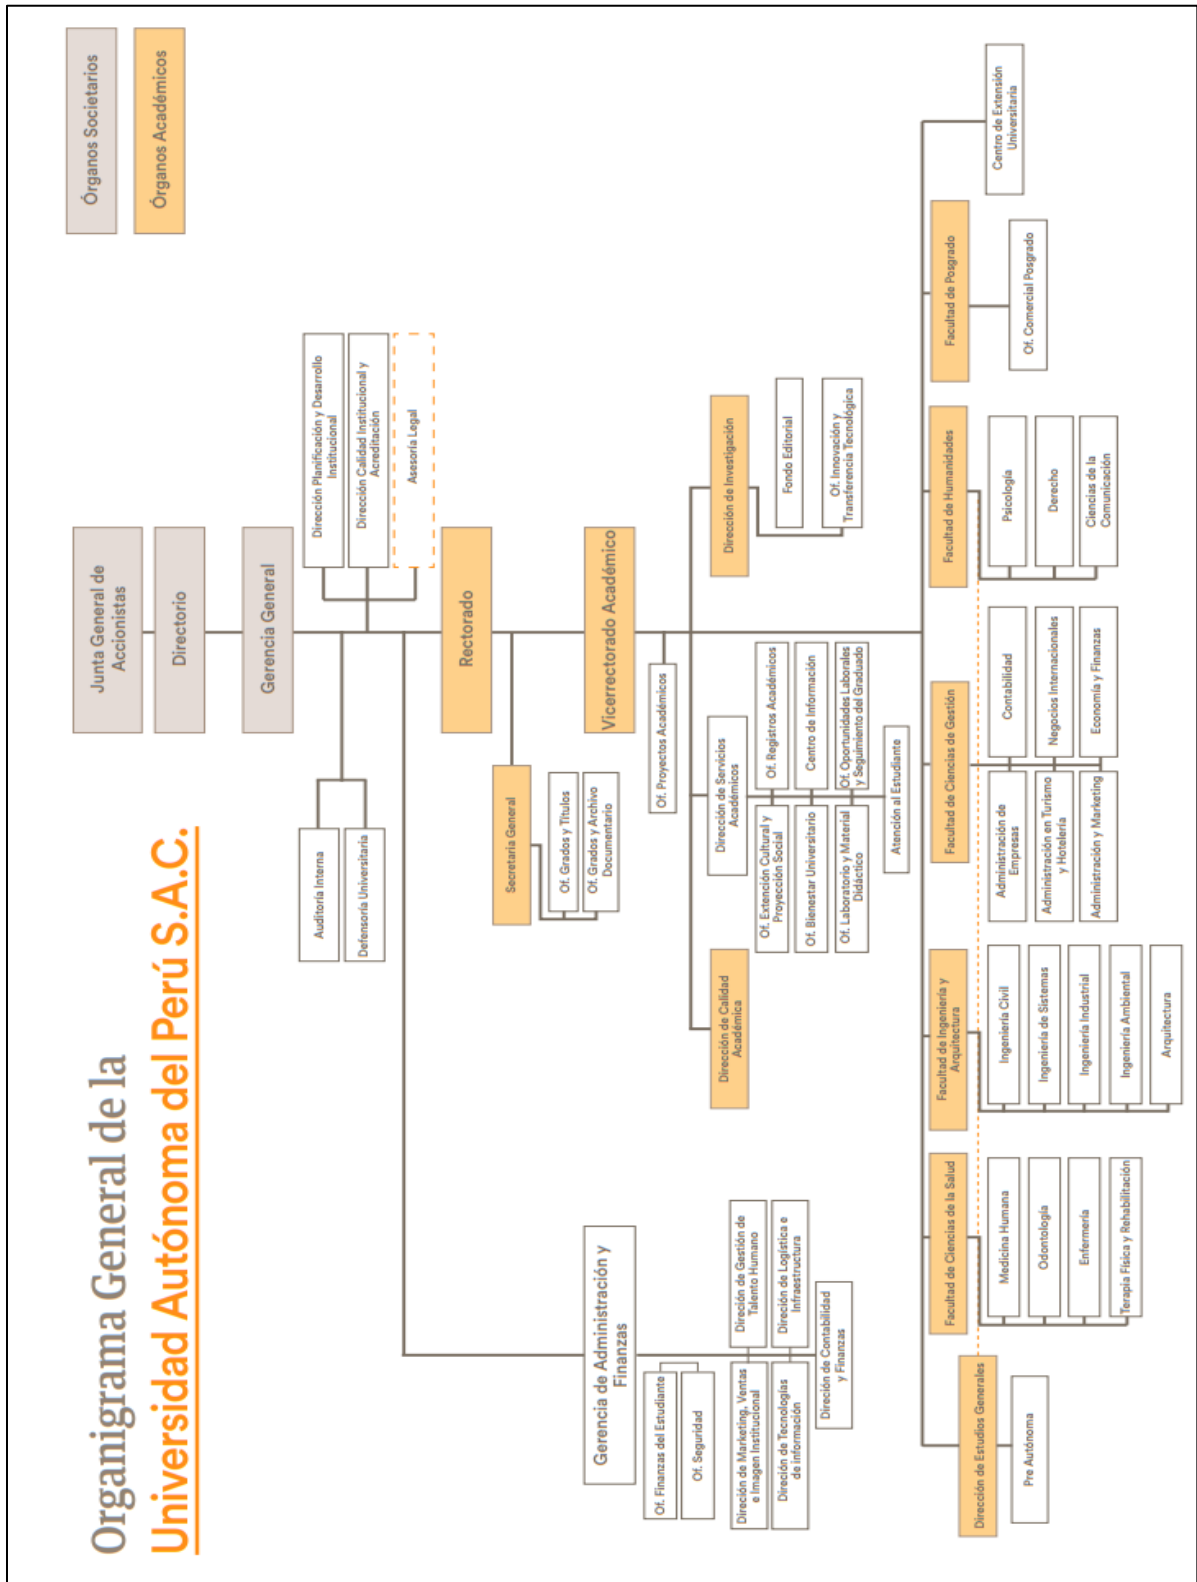 Organigrama General de la
Universidad Autónoma del Perú S.A.C.
Órganos Societarios
Órganos Académicos
Junta General de
Accionistas
Directorio
Gerencia General
Auditoría Interna
Defensoría Universitaria
Dirección Planificación y Desarrollo
Institucional
Dirección Calidad Institucional y
Acreditación
Asesoría Legal
Rectorado
Secretaria General
Of. Grados y Títulos
Of. Grados y Archivo
Documentario
Gerencia de Administración y
Finanzas
Of. Finanzas del Estudiante
Of. Seguridad
Direción de Marketing, Ventas
e Imagen Institucional
Direción de Gestión de
Talento Humano
Direción de Tecnologías
de información
Direción de Logística e
Infraestructura
Direción de Contabilidad
y Finanzas
Vicerrectorado Académico
Of. Proyectos Académicos
Dirección de Calidad
Académica
Dirección de Servicios
Académicos
Of. Extención Cultural y
Proyección Social
Of. Registros Académicos
Of. Bienestar Universitario
Centro de Información
Of. Laboratorio y Material
Didáctico
Of. Oportunidades Laborales
y Seguimiento del Graduado
Atención al Estudiante
Dirección de Investigación
Fondo Editorial
Of. Innovación y
Transferencia Tecnológica
Dirección de Estudios Generales
Pre Autónoma
Facultad de Ciencias de la Salud
Medicina Humana
Odontología
Enfermería
Terapia Física y Rehabilitación
Facultad de Ingeniería y
Arquitectura
Ingeniería Civil
Ingeniería de Sistemas
Ingeniería Industrial
Ingeniería Ambiental
Arquitectura
Facultad de Ciencias de Gestión
Administración de
Empresas
Contabilidad
Administración en Turismo
y Hotelería
Negocios Internacionales
Administración y Marketing
Economía y Finanzas
Facultad de Humanidades
Psicología
Derecho
Ciencias de la
Comunicación
Facultad de Posgrado
Of. Comercial Posgrado
Centro de Extensión
Universitaria